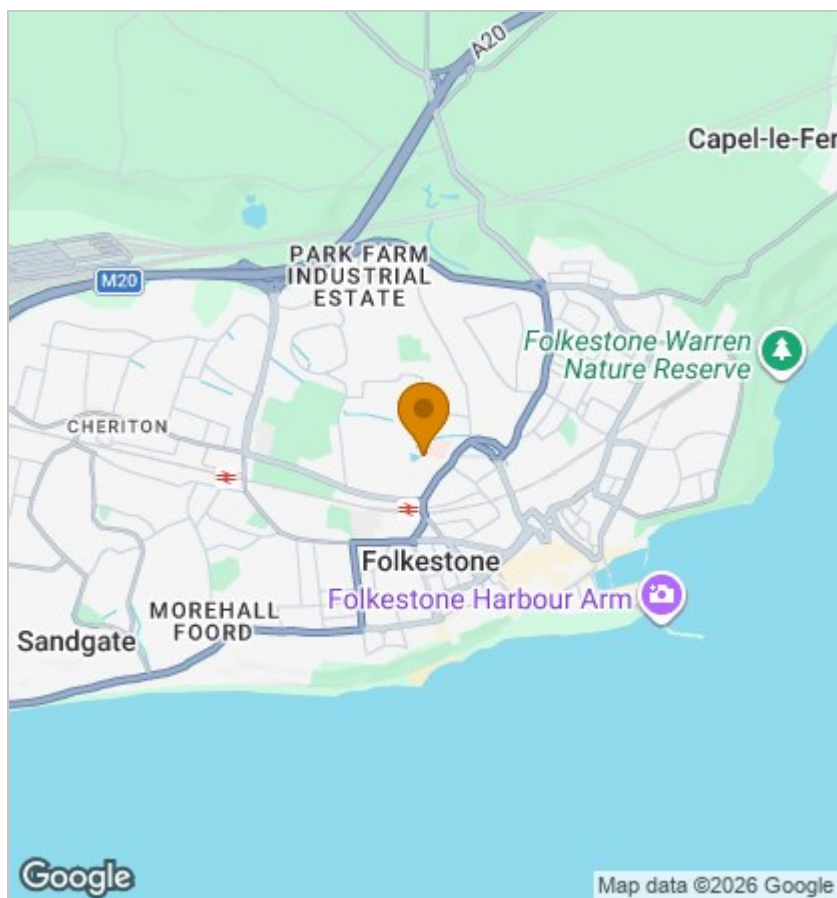 A20
Capel-le-Fer
PARK FARM
INDUSTRIAL
ESTATE
M20
Folkestone Warren
Nature Reserve
CHERITON
Folkestone
Folkestone Harbour Arm
MOREHALL
FOORD
Sandgate
Google
Map data ©2026 Google